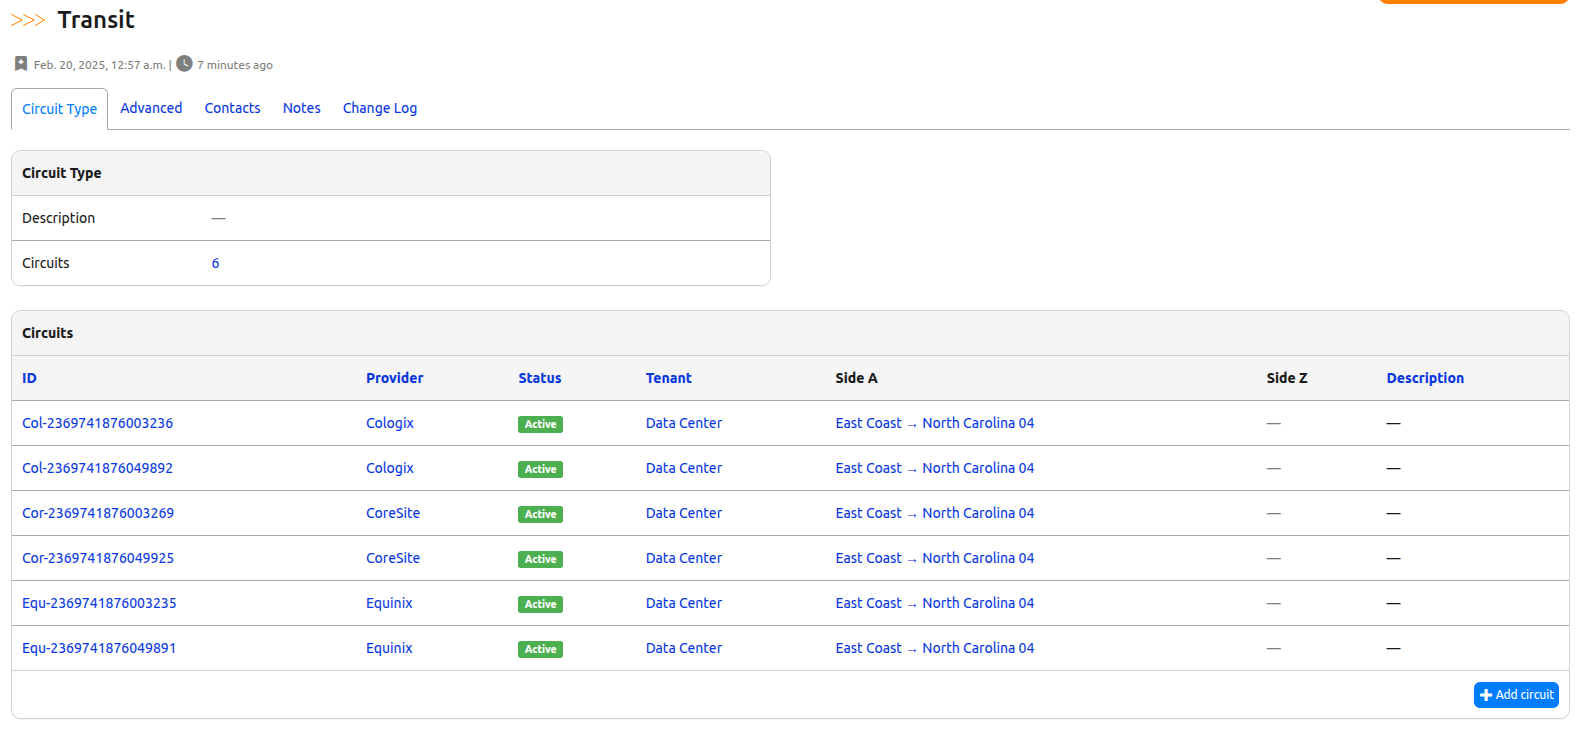 >>> Transit
Feb. 20, 2025, 12:57 a.m. | 7 minutes ago
Circuit Type Advanced Contacts Notes Change Log
Circuit Type
Description —
Circuits 6
Circuits
ID Provider Status Tenant Side A Side Z Description
Col-2369741876003236 Cologix Active Data Center East Coast → North Carolina 04 — —
Col-2369741876049892 Cologix Active Data Center East Coast → North Carolina 04 — —
Cor-2369741876003269 CoreSite Active Data Center East Coast → North Carolina 04 — —
Cor-2369741876049925 CoreSite Active Data Center East Coast → North Carolina 04 — —
Equ-2369741876003235 Equinix Active Data Center East Coast → North Carolina 04 — —
Equ-2369741876049891 Equinix Active Data Center East Coast → North Carolina 04 — —
Add circuit